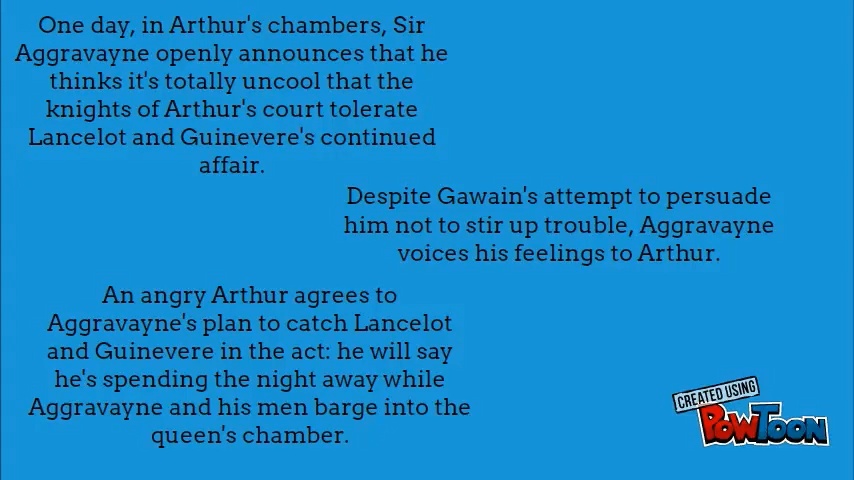 One day, in Arthur's chambers, Sir
Aggravayne openly announces that he
thinks it's totally uncool that the
knights of Arthur's court tolerate
Lancelot and Guinevere's continued
affair.
Despite Gawain's attempt to persuade
him not to stir up trouble, Aggravayne
voices his feelings to Arthur.
An angry Arthur agrees to
Aggravayne's plan to catch Lancelot
and Guinevere in the act: he will say
he's spending the night away while
Aggravayne and his men barge into the
queen's chamber.
CREATED USING
POWTOON